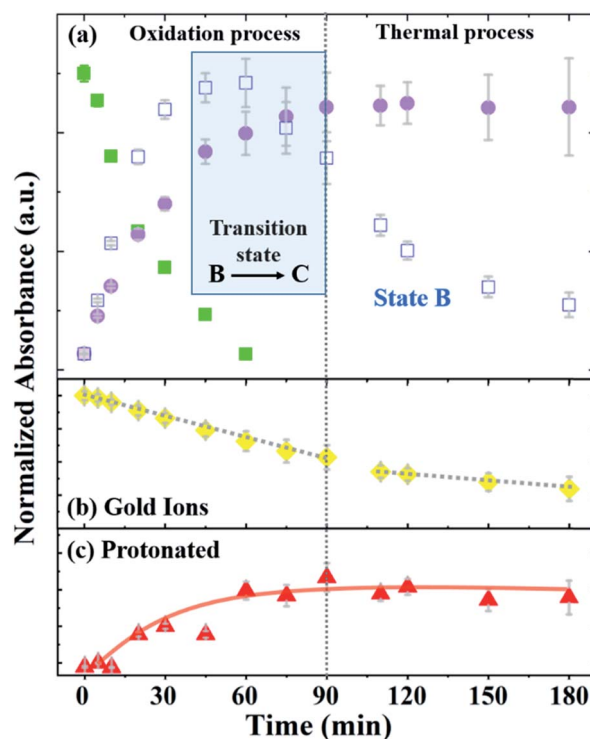 (a) Oxidation process Thermal process
Transition
state
B → C
State B
Normalized Absorbance (a.u.)
(b) Gold Ions
(c) Protonated
0 30 60 90 120 150 180
Time (min)